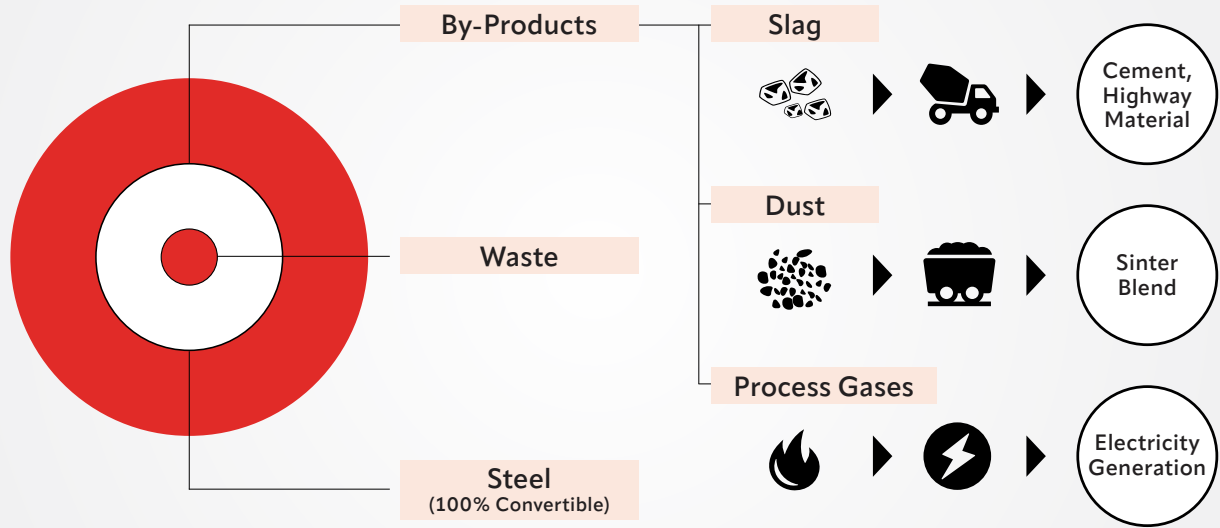 By-Products
Slag
Cement,
Highway
Material
Dust
Waste
Sinter
Blend
Process Gases
Electricity
Generation
Steel
(100% Convertible)